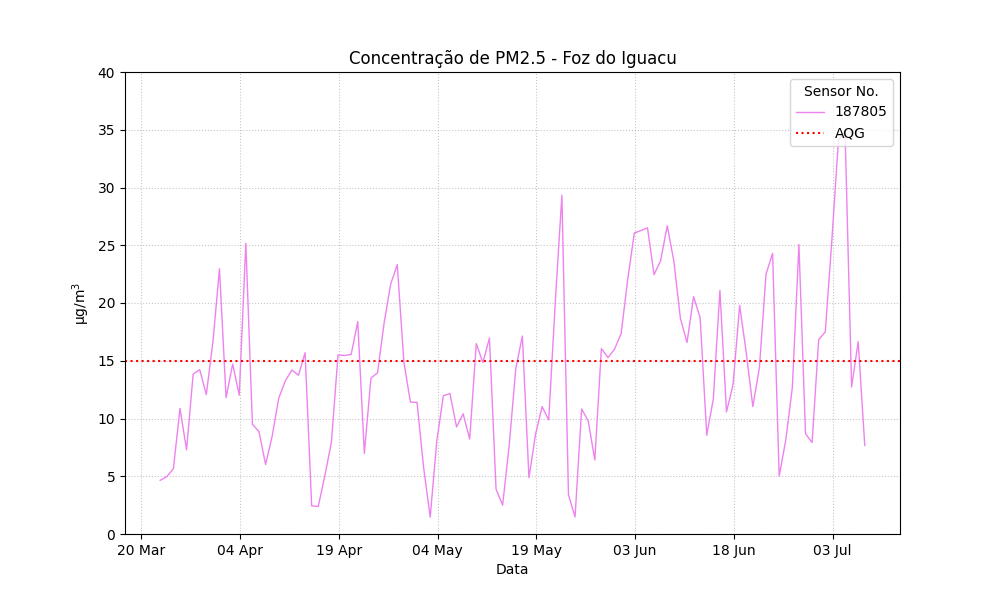 Concentração de PM2.5 - Foz do Iguacu
Sensor No.
187805
AQG
40
35
30
25
20
15
10
5
0
µg/m³
20 Mar
04 Apr
19 Apr
04 May
19 May
03 Jun
18 Jun
03 Jul
Data